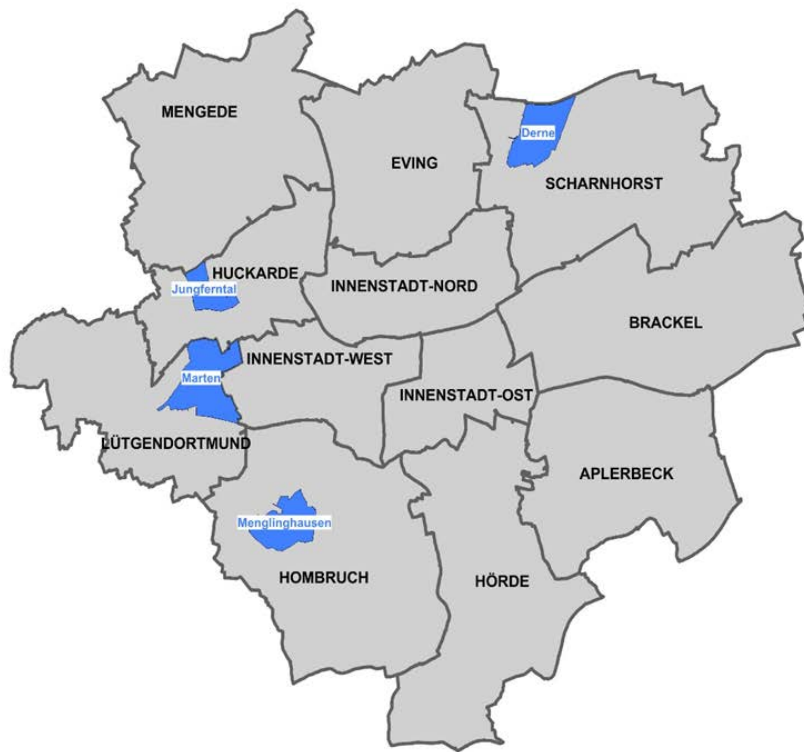 MENGEDE
EVING
Derne
SCHARNHORST
HUCKARDE
Jungferntal
INNENSTADT-NORD
BRACKEL
INNENSTADT-WEST
Marten
INNENSTADT-OST
LÜTGENDORTMUND
APLERBECK
Menglinghausen
HOMBRUCH
HÖRDE